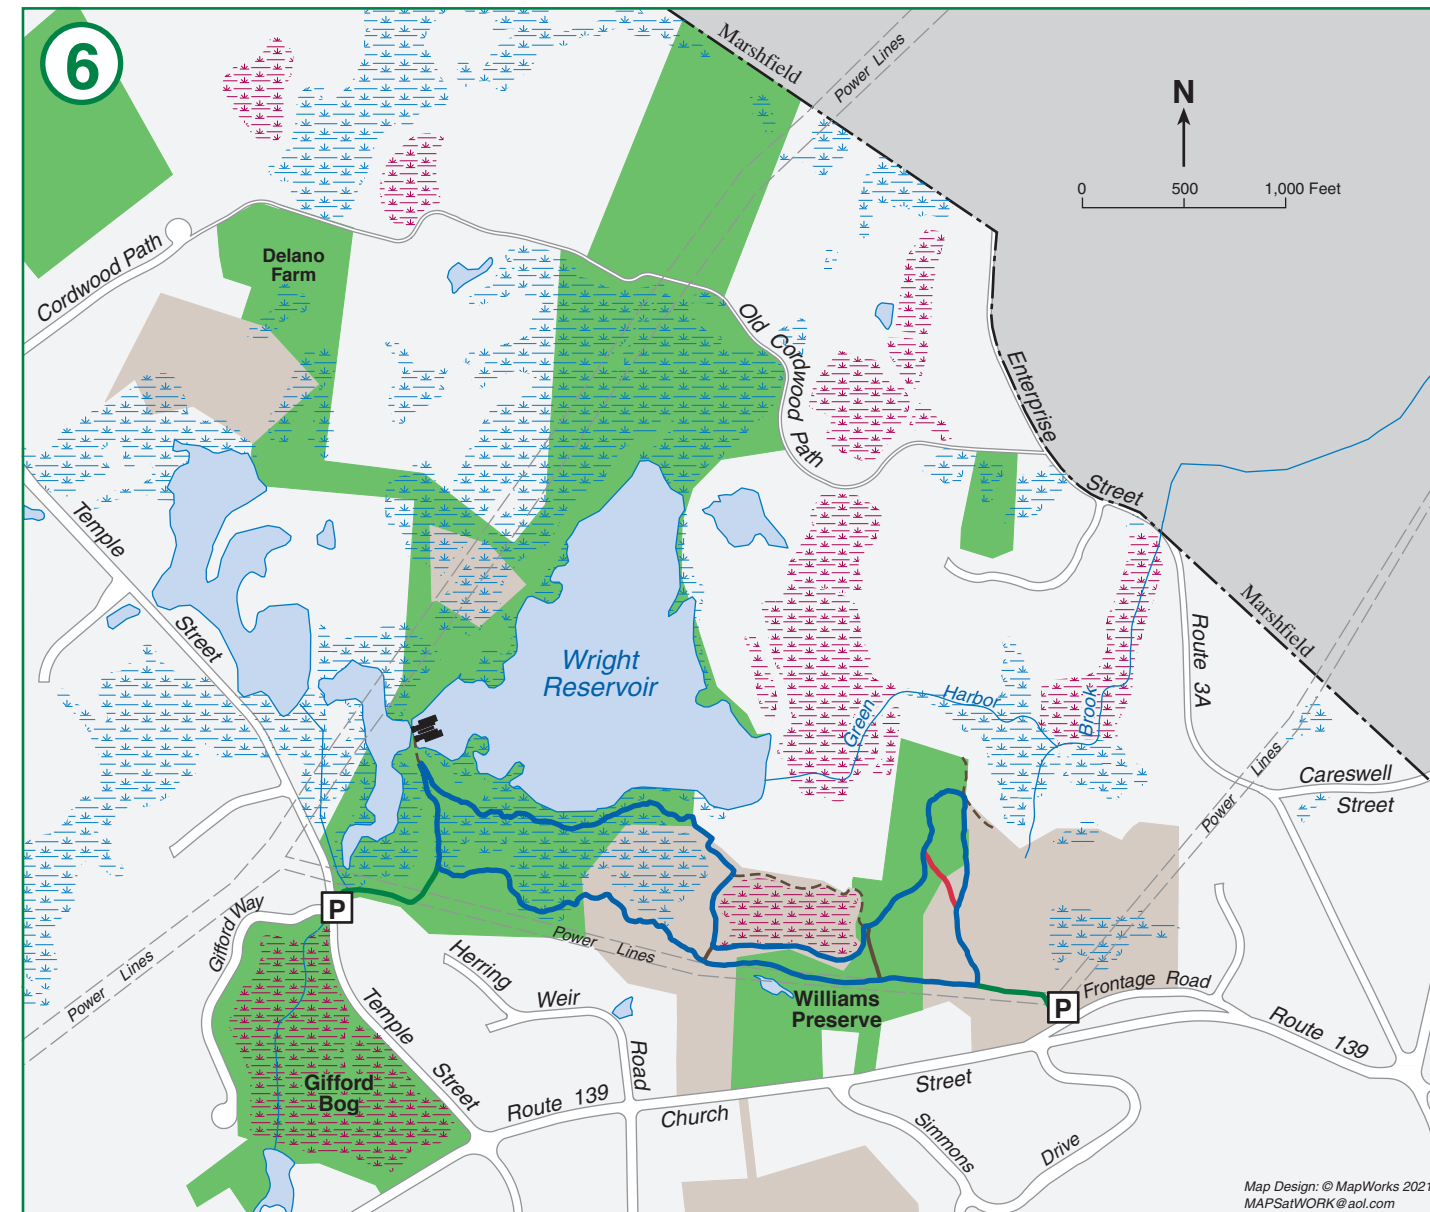 6
Marshfield
Power Lines
N
0 500 1,000 Feet
Cordwood Path
Delano
Farm
Old Cordwood Path
Enterprise
Street
Temple
Street
Marshfield
Wright
Reservoir
Route 3A
Harbor
Green
Brook
Power Lines
Careswell
Street
Gifford Way
P
Power Lines
Power Lines
Herring
Weir
Road
Williams
Preserve
P
Frontage Road
Route 139
Temple
Street
Gifford
Bog
Route 139
Church
Street
Simmons
Drive
Map Design: © MapWorks 2021
MAPSatWORK@aol.com